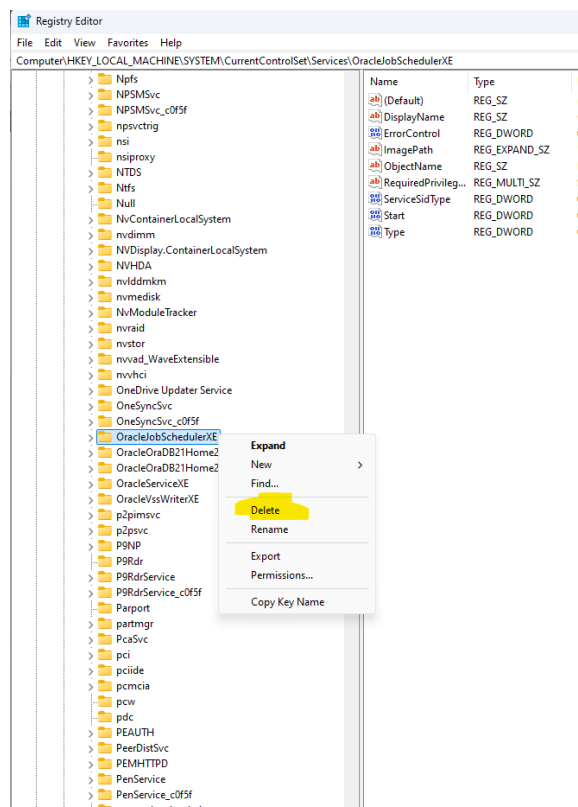 Registry Editor
File Edit View Favorites Help
Computer\HKEY_LOCAL_MACHINE\SYSTEM\CurrentControlSet\Services\OracleJobSchedulerXE
Npfs
NPSMSvc
NPSMSvc_c0f5f
npsvctrig
nsi
nsiproxy
NTDS
Ntfs
Null
NvContainerLocalSystem
nvdimm
NVDisplay.ContainerLocalSystem
NVHDA
nvlddmkm
nvmedisk
NvModuleTracker
nvraid
nvstor
nvvad_WaveExtensible
nvvhci
OneDrive Updater Service
OneSyncSvc
OneSyncSvc_c0f5f
OracleJobSchedulerXE
OracleOraDB21Home2
OracleOraDB21Home2
OracleServiceXE
OracleVssWriterXE
p2pimsvc
p2psvc
P9NP
P9Rdr
P9RdrService
P9RdrService_c0f5f
Parport
partmgr
PcaSvc
pci
pciide
pcmcia
pcw
pdc
PEAUTH
PeerDistSvc
PEMHTTPD
PenService
PenService_c0f5f
Expand
New
Find...
Delete
Rename
Export
Permissions...
Copy Key Name
Name Type
(Default) REG_SZ
DisplayName REG_SZ
ErrorControl REG_DWORD
ImagePath REG_EXPAND_SZ
ObjectName REG_SZ
RequiredPrivileg... REG_MULTI_SZ
ServiceSidType REG_DWORD
Start REG_DWORD
Type REG_DWORD